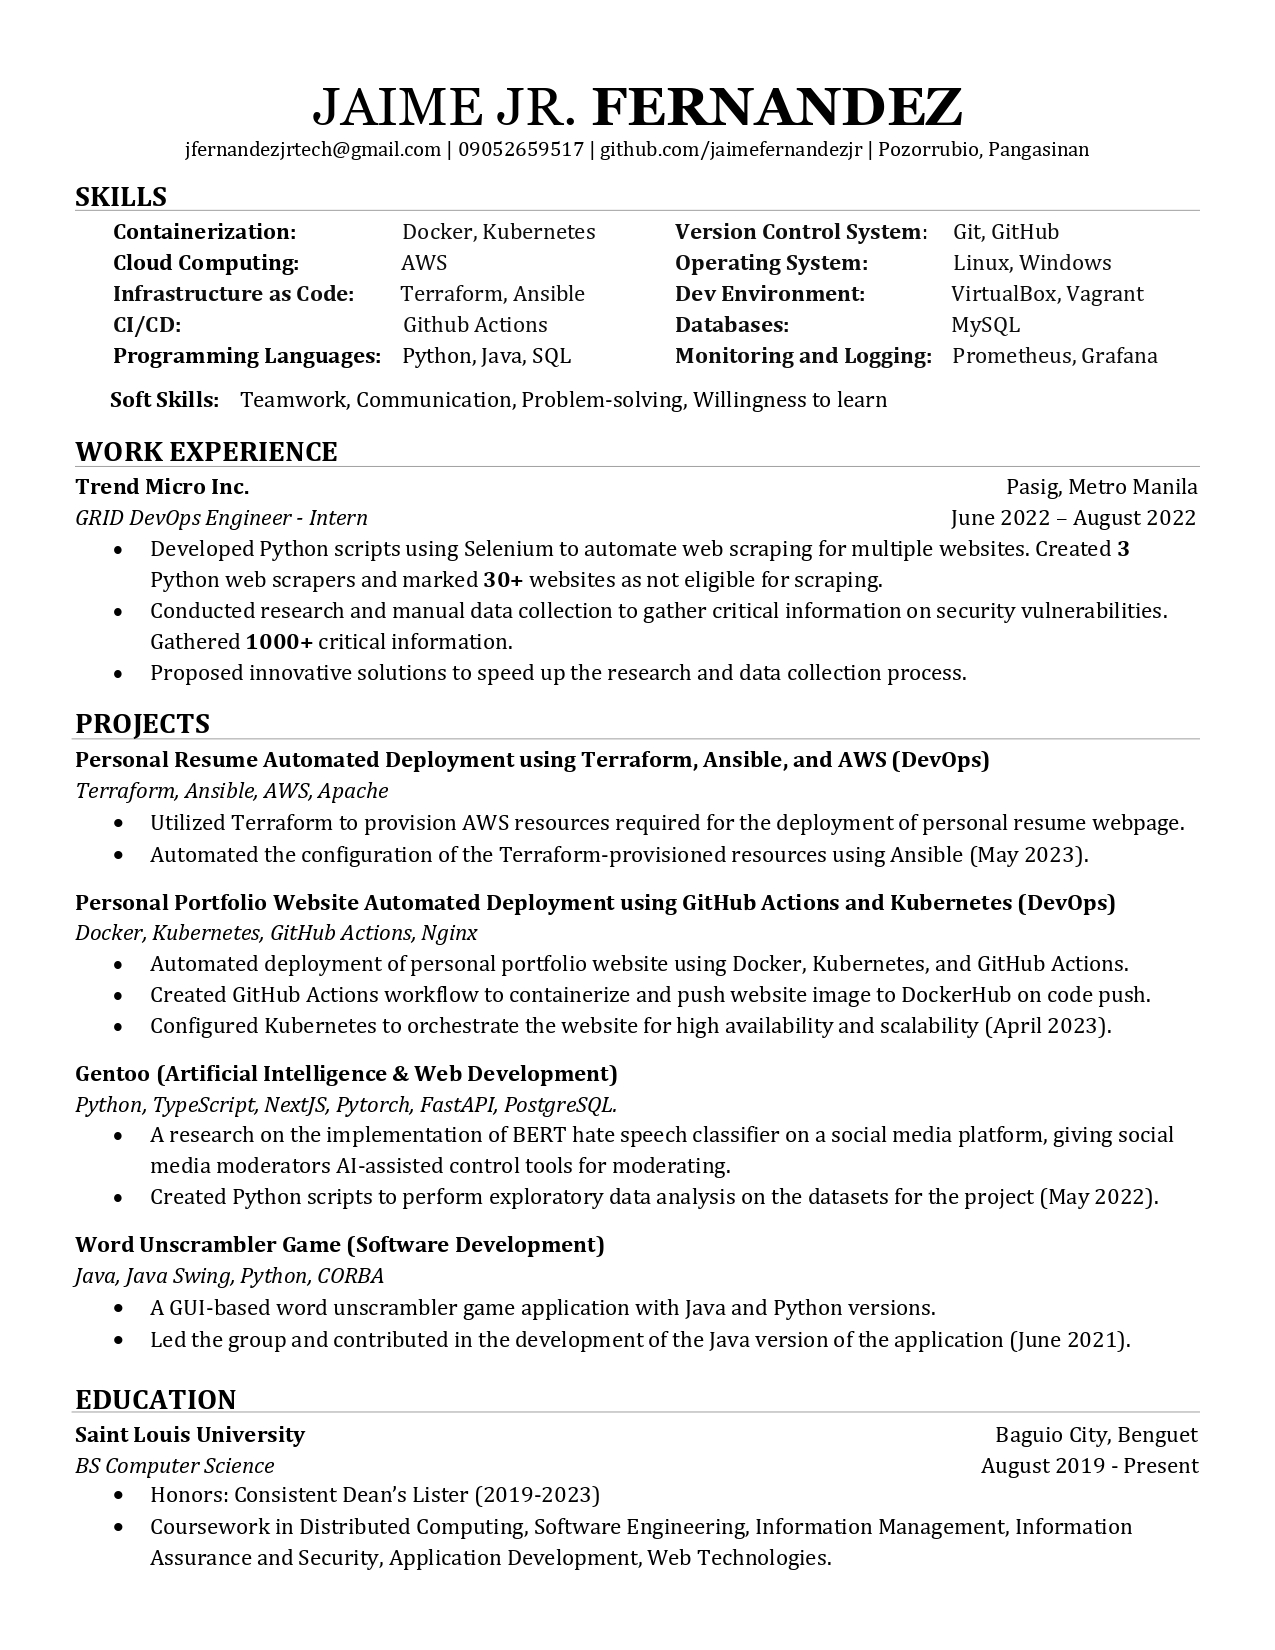 JAIME JR. FERNANDEZ
jfernandezjrtech@gmail.com | 09052659517 | github.com/jaimefernandezjr | Pozorrubio, Pangasinan
SKILLS
Containerization: Docker, Kubernetes Version Control System: Git, GitHub
Cloud Computing: AWS Operating System: Linux, Windows
Infrastructure as Code: Terraform, Ansible Dev Environment: VirtualBox, Vagrant
CI/CD: Github Actions Databases: MySQL
Programming Languages: Python, Java, SQL Monitoring and Logging: Prometheus, Grafana
Soft Skills: Teamwork, Communication, Problem-solving, Willingness to learn
WORK EXPERIENCE
Trend Micro Inc. Pasig, Metro Manila
GRID DevOps Engineer - Intern June 2022 – August 2022
• Developed Python scripts using Selenium to automate web scraping for multiple websites. Created 3
Python web scrapers and marked 30+ websites as not eligible for scraping.
• Conducted research and manual data collection to gather critical information on security vulnerabilities.
Gathered 1000+ critical information.
• Proposed innovative solutions to speed up the research and data collection process.
PROJECTS
Personal Resume Automated Deployment using Terraform, Ansible, and AWS (DevOps)
Terraform, Ansible, AWS, Apache
• Utilized Terraform to provision AWS resources required for the deployment of personal resume webpage.
• Automated the configuration of the Terraform-provisioned resources using Ansible (May 2023).
Personal Portfolio Website Automated Deployment using GitHub Actions and Kubernetes (DevOps)
Docker, Kubernetes, GitHub Actions, Nginx
• Automated deployment of personal portfolio website using Docker, Kubernetes, and GitHub Actions.
• Created GitHub Actions workflow to containerize and push website image to DockerHub on code push.
• Configured Kubernetes to orchestrate the website for high availability and scalability (April 2023).
Gentoo (Artificial Intelligence & Web Development)
Python, TypeScript, NextJS, Pytorch, FastAPI, PostgreSQL.
• A research on the implementation of BERT hate speech classifier on a social media platform, giving social
media moderators AI-assisted control tools for moderating.
• Created Python scripts to perform exploratory data analysis on the datasets for the project (May 2022).
Word Unscrambler Game (Software Development)
Java, Java Swing, Python, CORBA
• A GUI-based word unscrambler game application with Java and Python versions.
• Led the group and contributed in the development of the Java version of the application (June 2021).
EDUCATION
Saint Louis University Baguio City, Benguet
BS Computer Science August 2019 - Present
• Honors: Consistent Dean’s Lister (2019-2023)
• Coursework in Distributed Computing, Software Engineering, Information Management, Information
Assurance and Security, Application Development, Web Technologies.